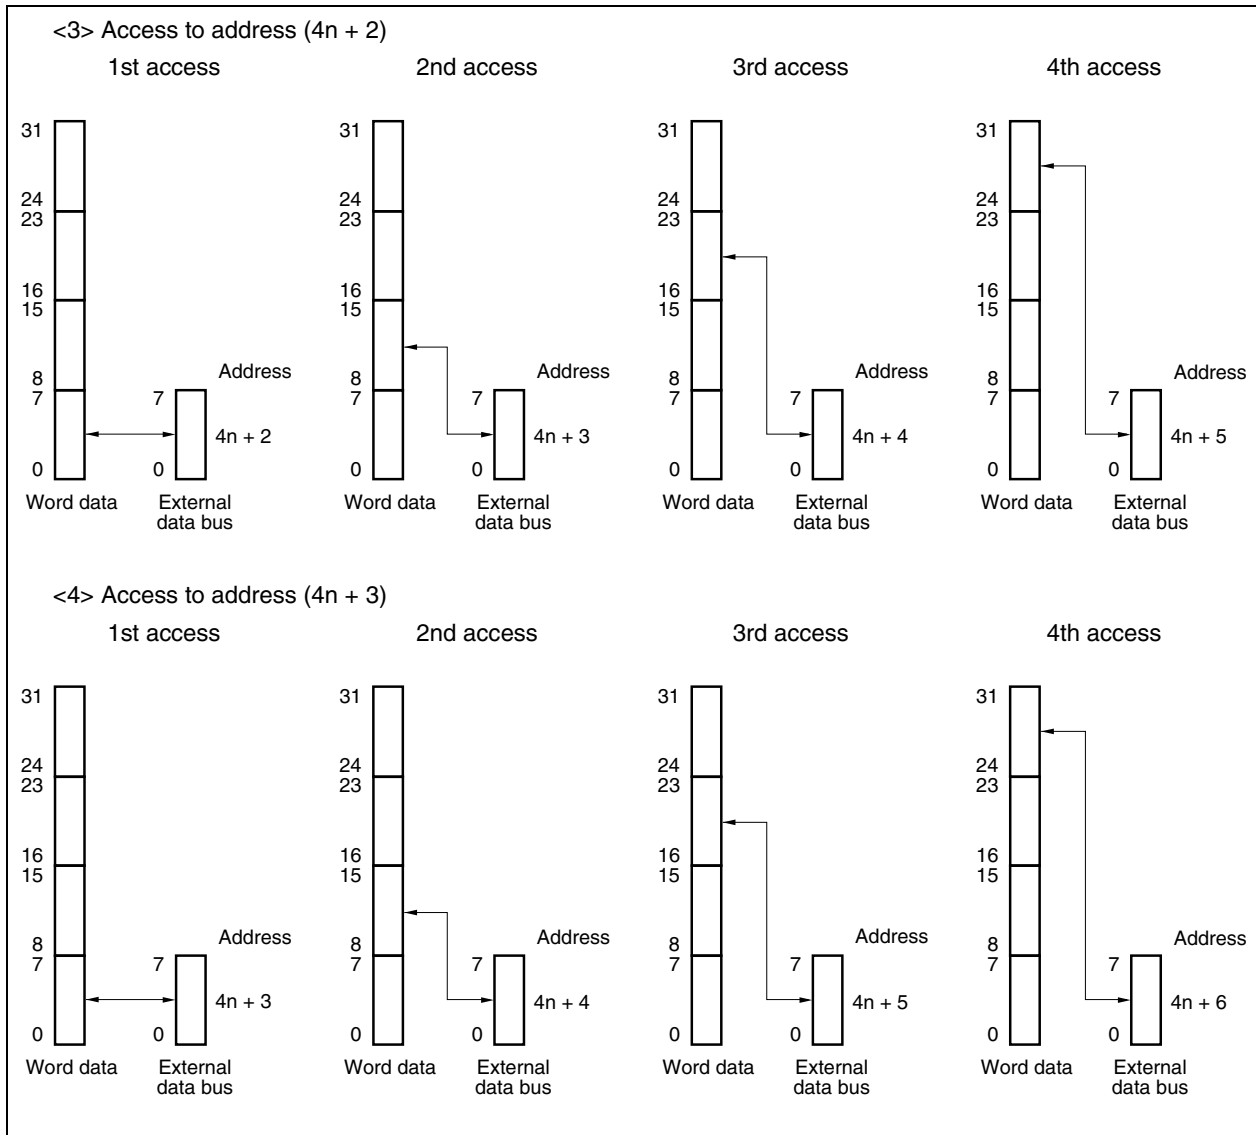 <3> Access to address (4n + 2)
1st access 2nd access 3rd access 4th access
31 31 31 31
24 24 24 24
23 23 23 23
16 16 16 16
15 15 15 15
Address Address Address Address
8 8 8 8
7 7 7 7 7 7 7 7
4n + 2 4n + 3 4n + 4 4n + 5
0 0 0 0 0 0 0 0
Word data External Word data External Word data External Word data External
data bus data bus data bus data bus
<4> Access to address (4n + 3)
1st access 2nd access 3rd access 4th access
31 31 31 31
24 24 24 24
23 23 23 23
16 16 16 16
15 15 15 15
Address Address Address Address
8 8 8 8
7 7 7 7 7 7 7 7
4n + 3 4n + 4 4n + 5 4n + 6
0 0 0 0 0 0 0 0
Word data External Word data External Word data External Word data External
data bus data bus data bus data bus